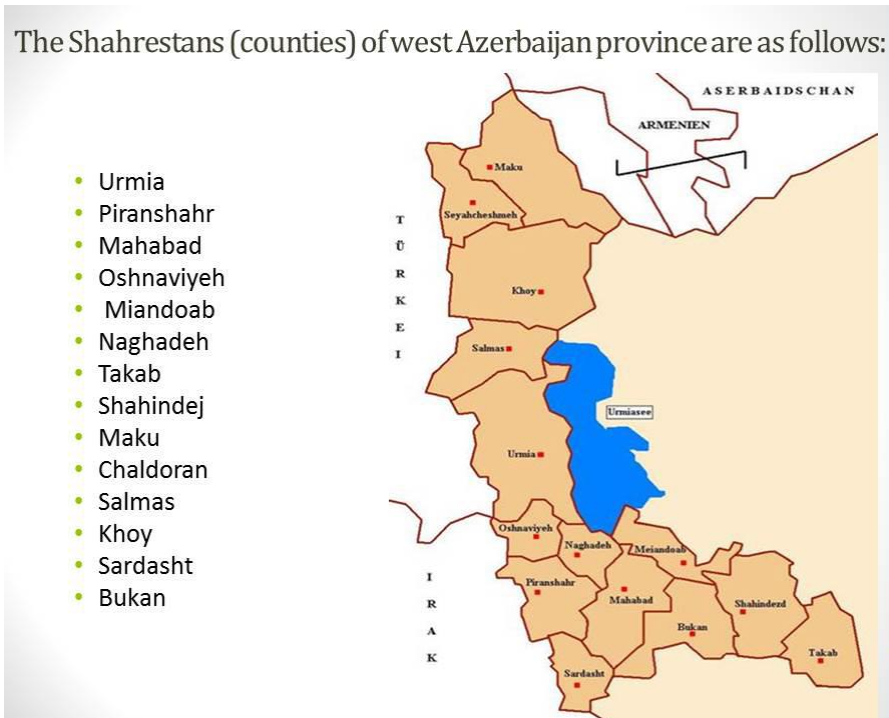 The Shahrestans (counties) of west Azerbaijan province are as follows:
• Urmia
• Piranshahr
• Mahabad
• Oshnaviyeh
• Miandoab
• Naghadeh
• Takab
• Shahindej
• Maku
• Chaldoran
• Salmas
• Khoy
• Sardasht
• Bukan
ASERBAIDSCHAN
ARMENIEN
Maku
Seyahcheshmeh
TÜRKEI
Khoy
Salmas
Urmiasee
Urmia
Oshnaviyeh
Naghadeh
Meiandoab
Piranshahr
Mahabad
Shahindezd
Bukan
Takab
Sardasht
IRAK